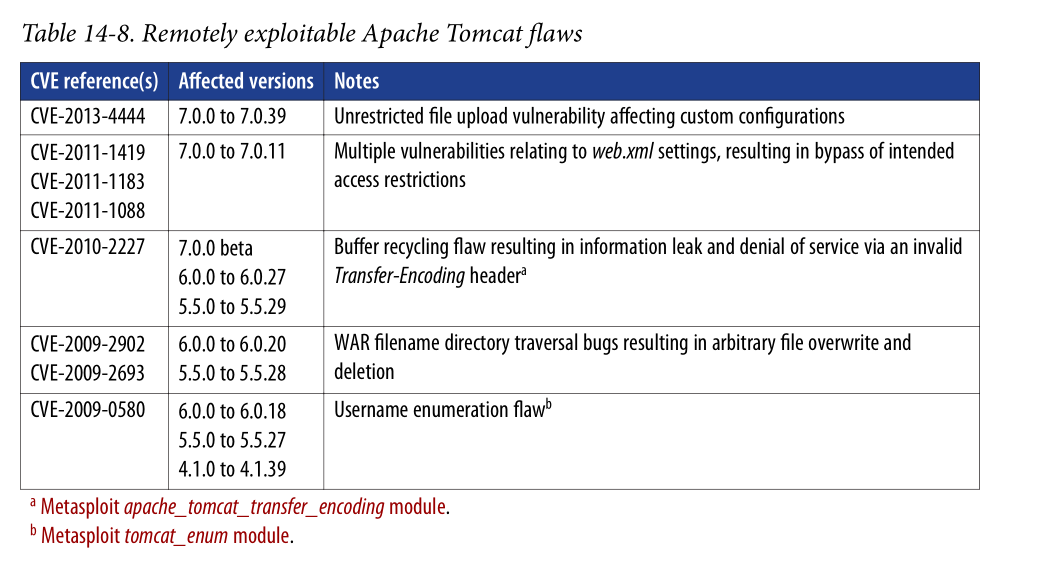 Table 14-8. Remotely exploitable Apache Tomcat flaws
CVE reference(s) Affected versions Notes
CVE-2013-4444 7.0.0 to 7.0.39 Unrestricted file upload vulnerability affecting custom configurations
CVE-2011-1419 7.0.0 to 7.0.11 Multiple vulnerabilities relating to web.xml settings, resulting in bypass of intended
CVE-2011-1183 access restrictions
CVE-2011-1088
CVE-2010-2227 7.0.0 beta Buffer recycling flaw resulting in information leak and denial of service via an invalid
6.0.0 to 6.0.27 Transfer-Encoding headerᵃ
5.5.0 to 5.5.29
CVE-2009-2902 6.0.0 to 6.0.20 WAR filename directory traversal bugs resulting in arbitrary file overwrite and
CVE-2009-2693 5.5.0 to 5.5.28 deletion
CVE-2009-0580 6.0.0 to 6.0.18 Username enumeration flawᵇ
5.5.0 to 5.5.27
4.1.0 to 4.1.39
ᵃ Metasploit apache_tomcat_transfer_encoding module.
ᵇ Metasploit tomcat_enum module.